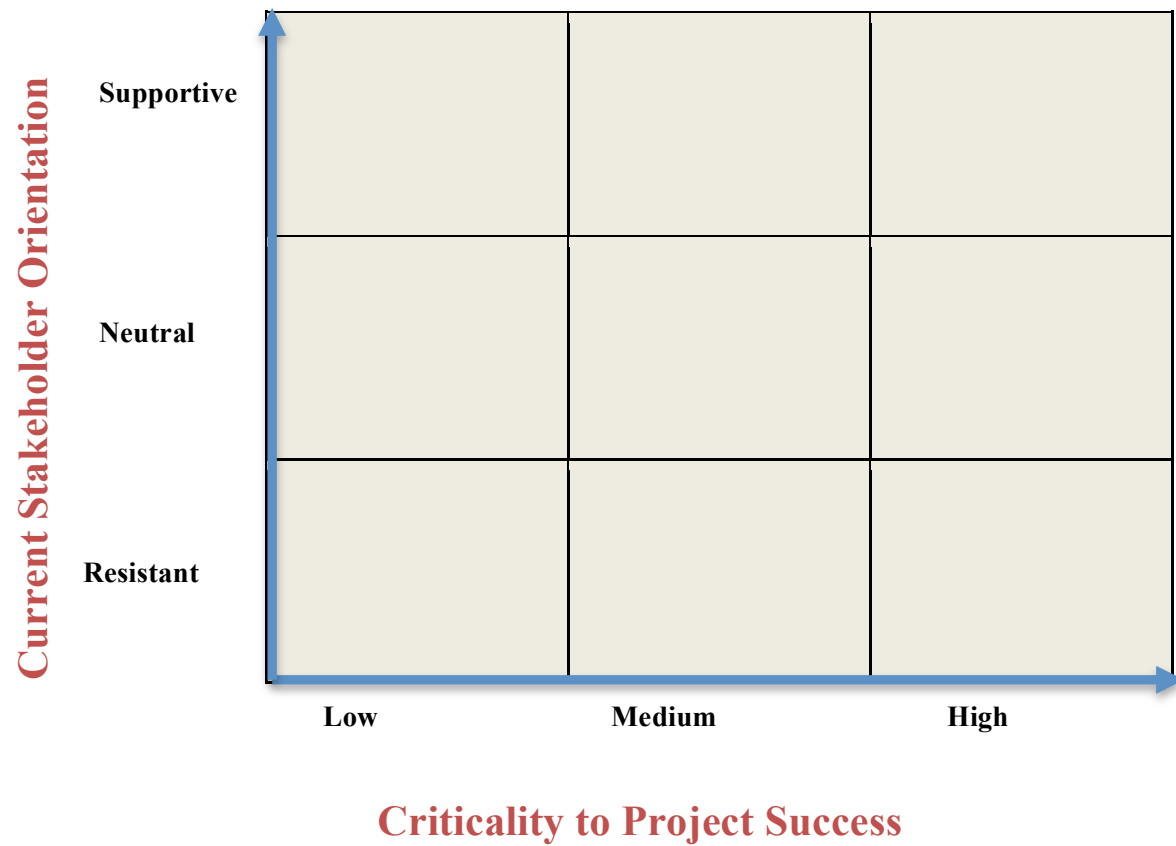 Current Stakeholder Orientation
Supportive
Neutral
Resistant
Low Medium High
Criticality to Project Success